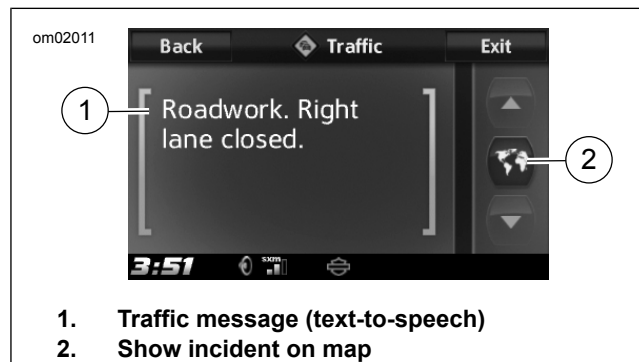 om02011
Back Traffic Exit
1
Roadwork. Right
lane closed.
2
3:51 sxm
1. Traffic message (text-to-speech)
2. Show incident on map